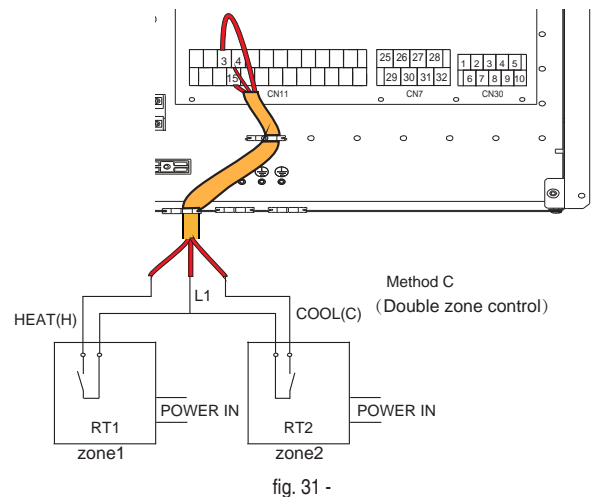 3 4
15
CN11
25 26 27 28
29 30 31 32
CN7
1 2 3 4 5
6 7 8 9 10
CN30
L1
HEAT(H)
COOL(C)
Method C
（Double zone control）
RT1
POWER IN
zone1
RT2
POWER IN
zone2
fig. 31 -